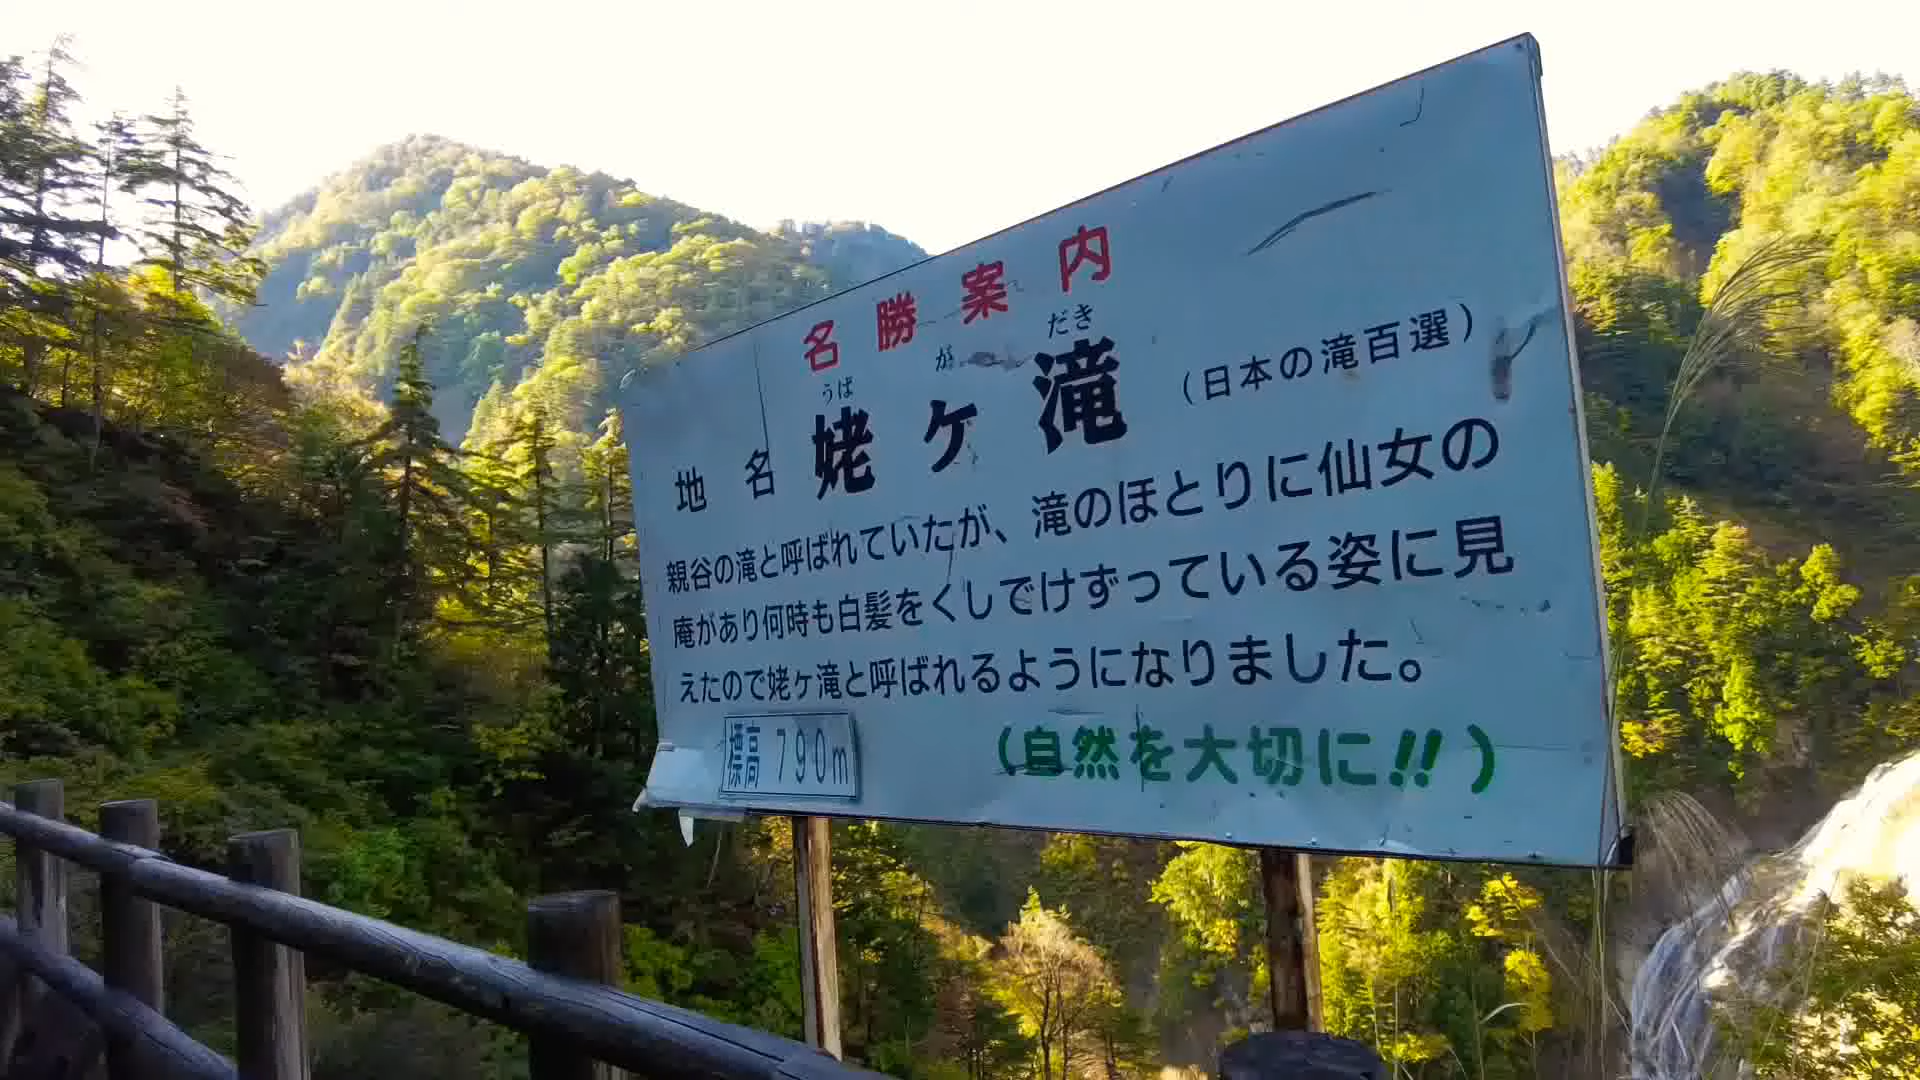 名勝案内
うば が だき
地名 姥ヶ滝 (日本の滝百選)
親谷の滝と呼ばれていたが、滝のほとりに仙女の
庵があり何時も白髪をくしでけずっている姿に見
えたので姥ヶ滝と呼ばれるようになりました。
標高 790m
(自然を大切に!!)